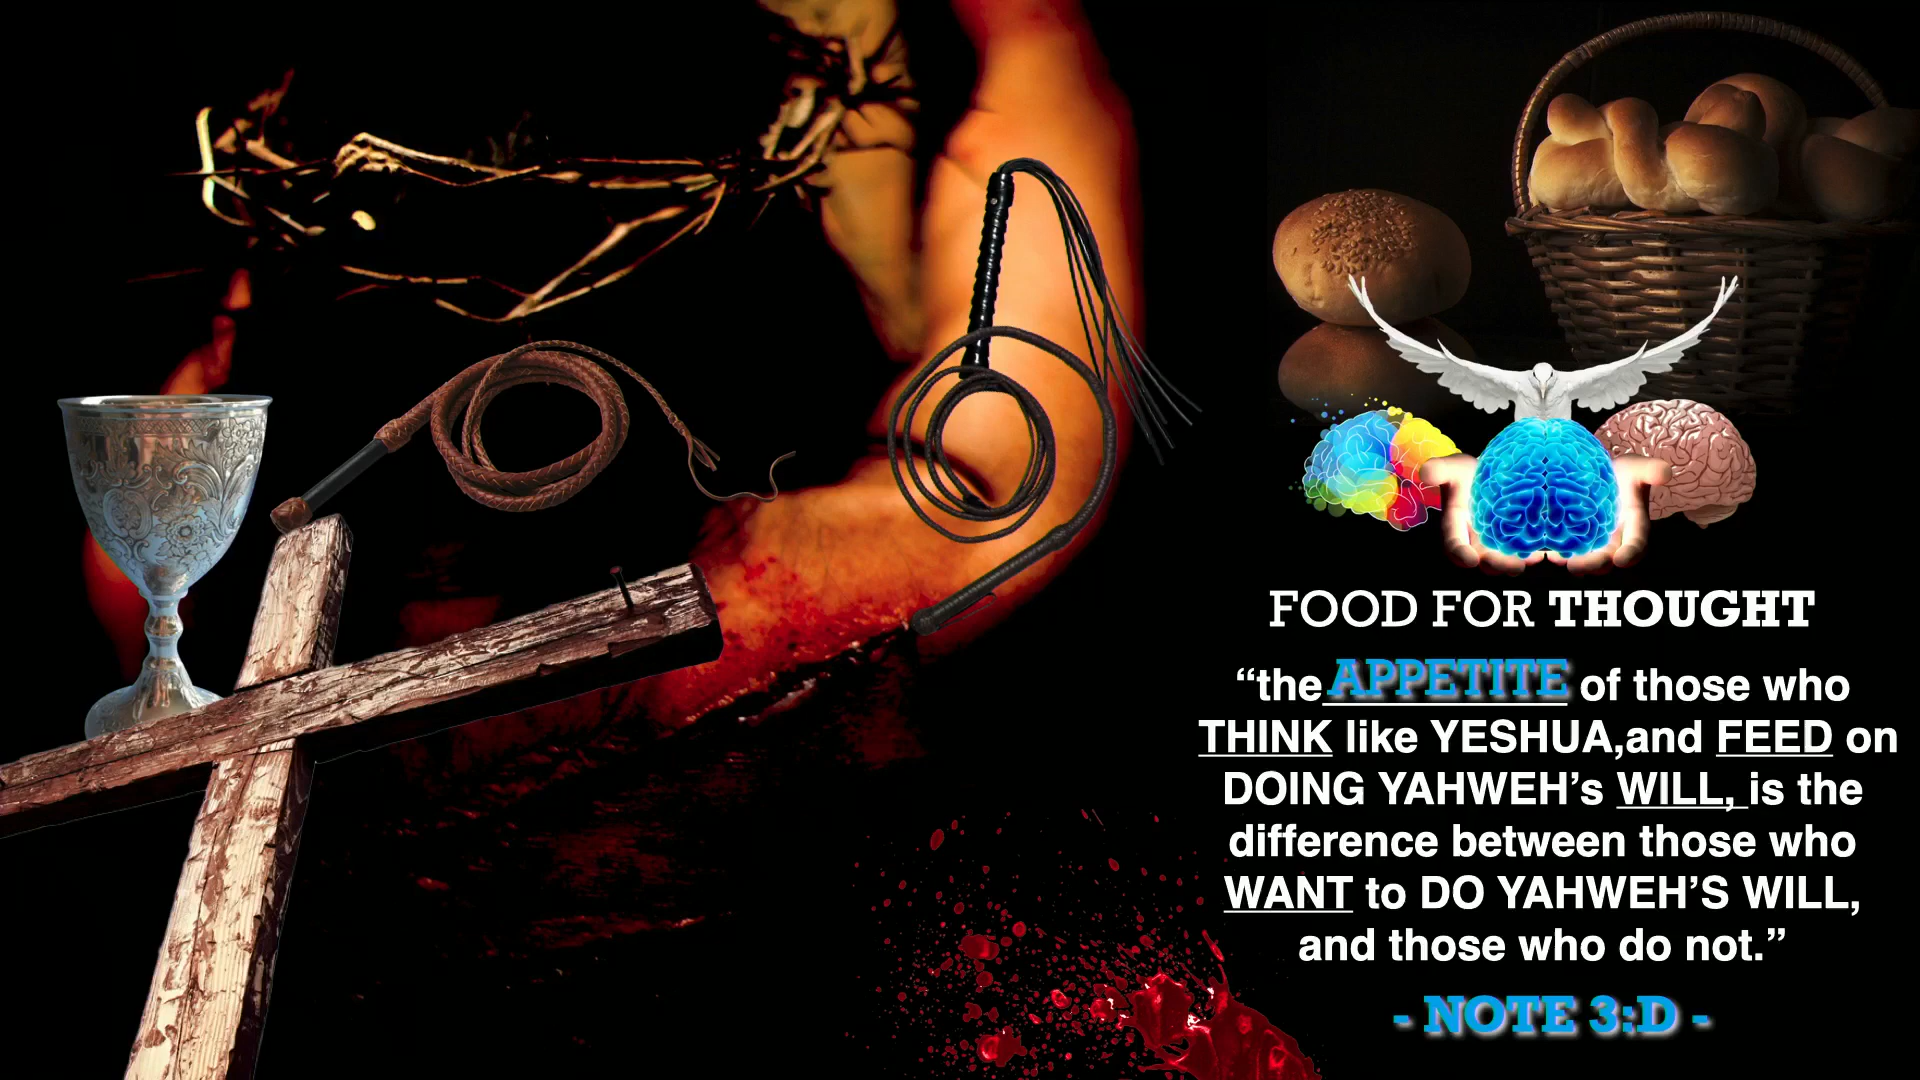 FOOD FOR THOUGHT
“the APPETITE of those who
THINK like YESHUA,and FEED on
DOING YAHWEH’s WILL, is the
difference between those who
WANT to DO YAHWEH’S WILL,
and those who do not.”
- NOTE 3:D -